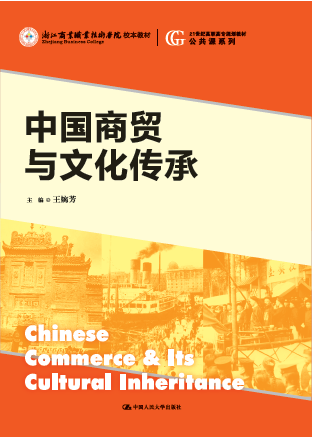 浙江商业职业技术学院 校本教材
Zhejiang Business College
21世纪高职高专规划教材
公共课系列
中国商贸
与文化传承
主 编 王婉芳
Chinese
Commerce & Its
Cultural Inheritance
中国人民大学出版社